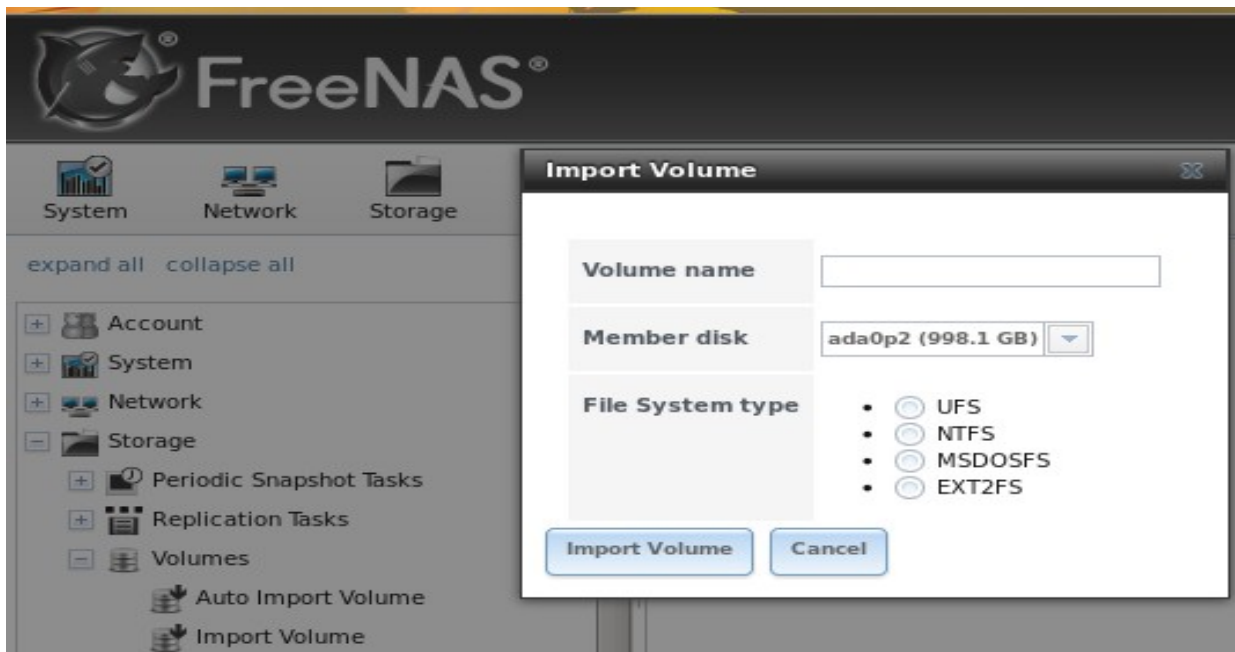 FreeNAS®
System
Network
Storage
expand all collapse all
Account
System
Network
Storage
Periodic Snapshot Tasks
Replication Tasks
Volumes
Auto Import Volume
Import Volume
Import Volume
Volume name
Member disk
ada0p2 (998.1 GB)
File System type
UFS
NTFS
MSDOSFS
EXT2FS
Import Volume
Cancel